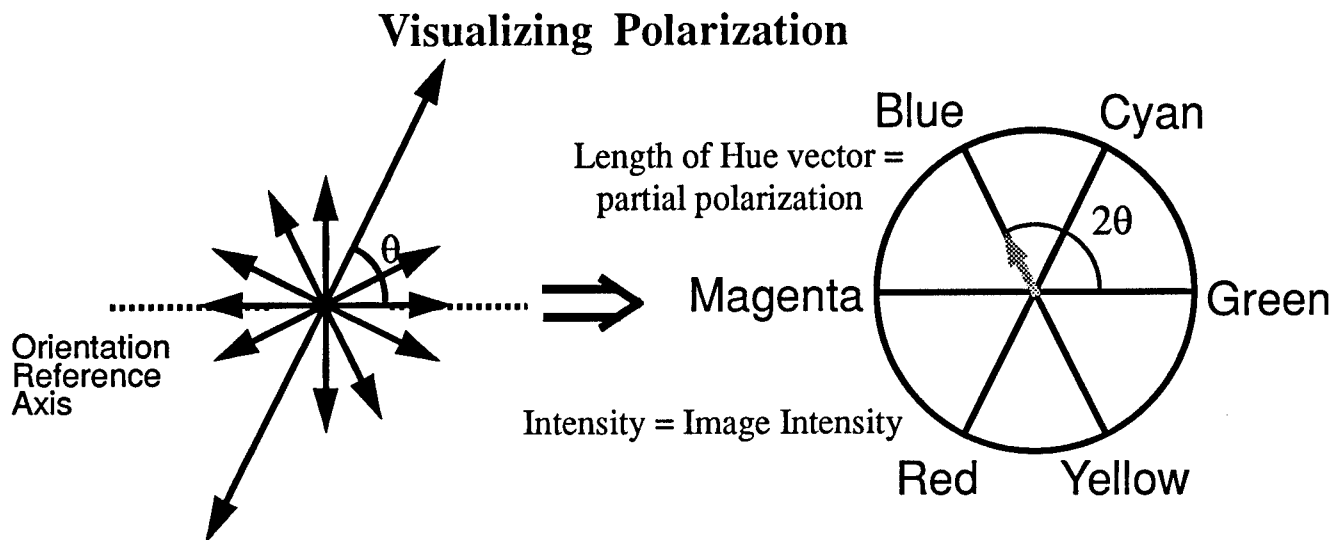 Visualizing Polarization
θ
Orientation
Reference
Axis
Length of Hue vector =
partial polarization
Intensity = Image Intensity
Blue
Cyan
2θ
Magenta
Green
Red
Yellow